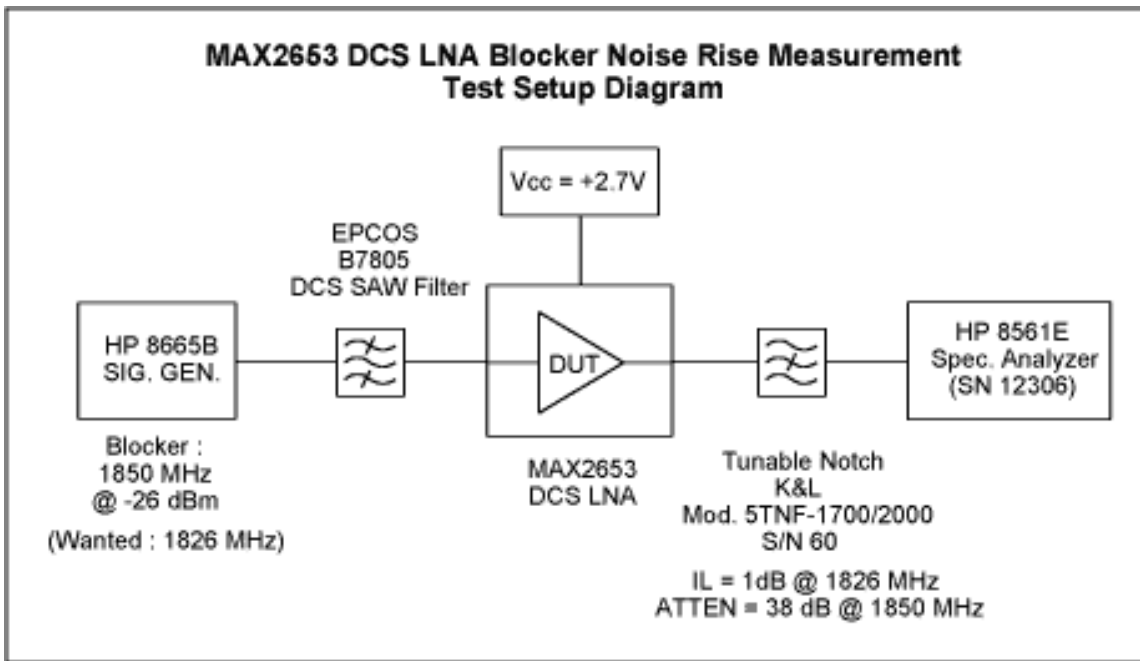 MAX2653 DCS LNA Blocker Noise Rise Measurement
Test Setup Diagram
Vcc = +2.7V
EPCOS
B7805
DCS SAW Filter
HP 8665B
SIG. GEN.
DUT
HP 8561E
Spec. Analyzer
(SN 12306)
Blocker :
1850 MHz
@ -26 dBm
(Wanted : 1826 MHz)
MAX2653
DCS LNA
Tunable Notch
K&L
Mod. 5TNF-1700/2000
S/N 60
IL = 1dB @ 1826 MHz
ATTEN = 38 dB @ 1850 MHz